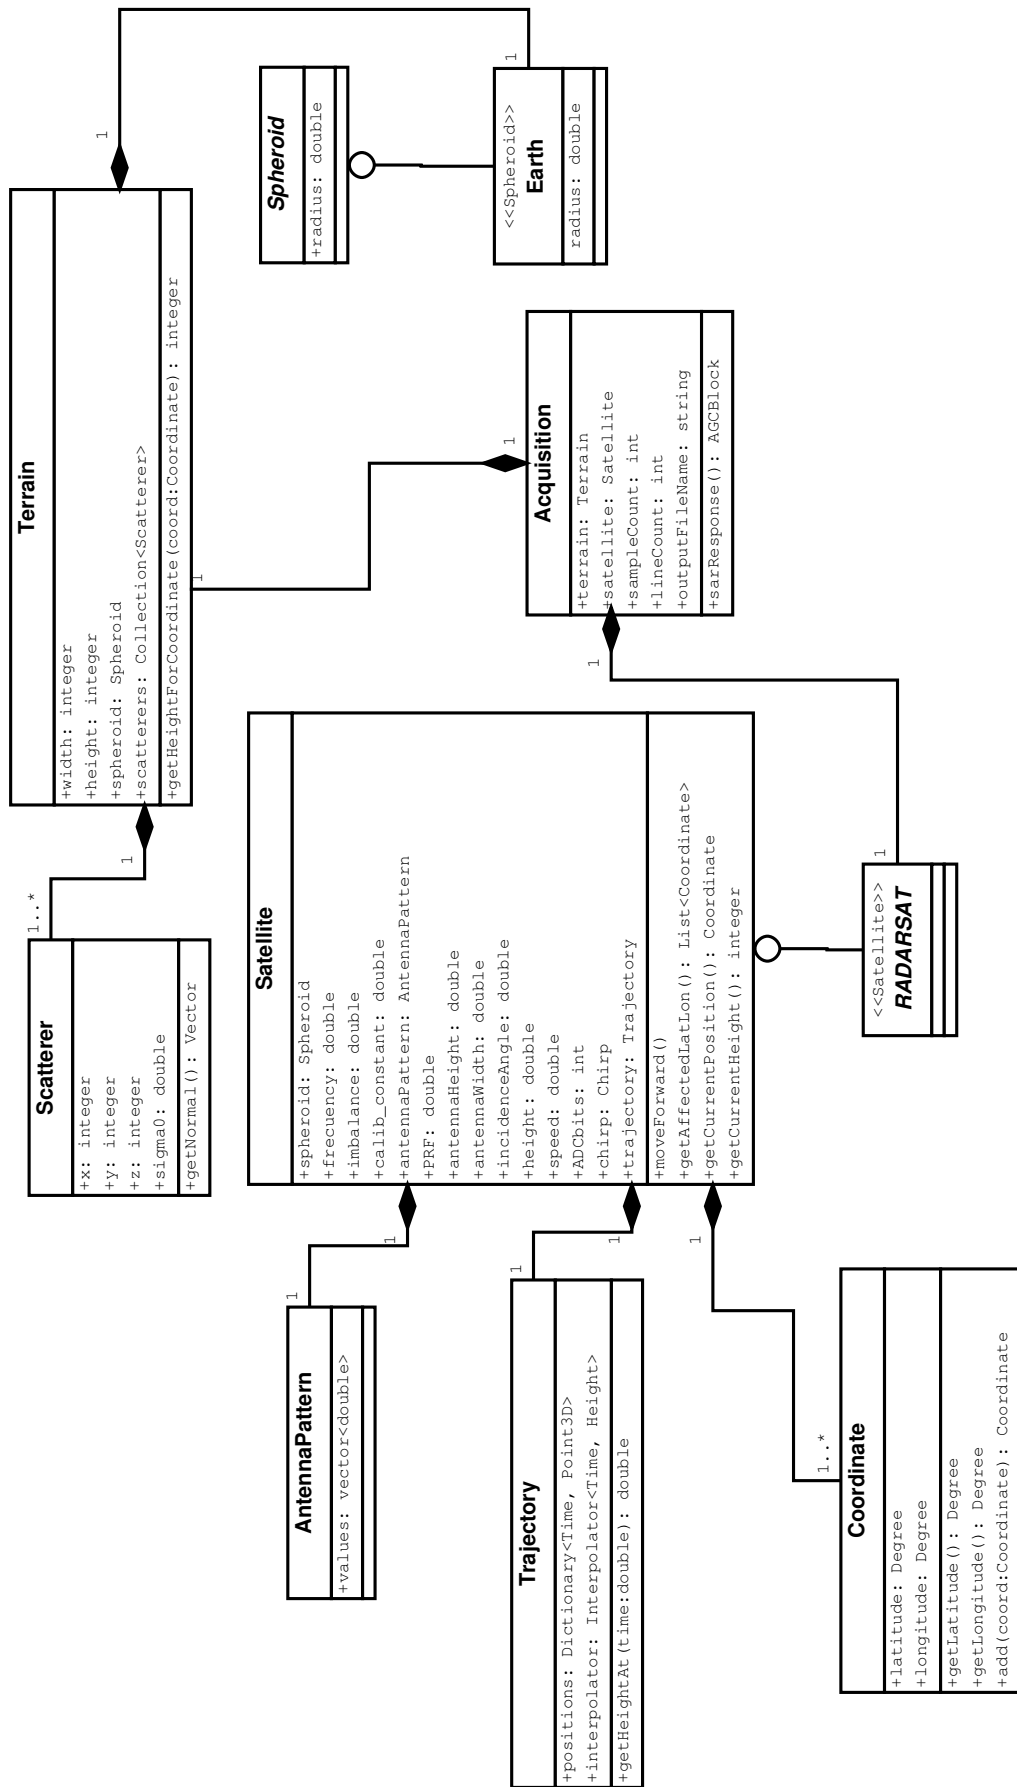 Scatterer
+x: integer
+y: integer
+z: integer
+sigma0: double
+getNormal(): Vector
1..*
1
Terrain
+width: integer
+height: integer
+spheroid: Spheroid
+scatterers: Collection<Scatterer>
+getHeightForCoordinate(coord:Coordinate): integer
1
1
1
Spheroid
+radius: double
<<Spheroid>>
Earth
radius: double
AntennaPattern
+values: vector<double>
1
1
Satellite
+spheroid: Spheroid
+frecuency: double
+imbalance: double
+calib_constant: double
+antennaPattern: AntennaPattern
+PRF: double
+antennaHeight: double
+antennaWidth: double
+incidenceAngle: double
+height: double
+speed: double
+ADCbits: int
+chirp: Chirp
+trajectory: Trajectory
+moveForward()
+getAffectedLatLon(): List<Coordinate>
+getCurrentPosition(): Coordinate
+getCurrentHeight(): integer
Acquisition
+terrain: Terrain
+satellite: Satellite
+sampleCount: int
+lineCount: int
+outputFileName: string
+sarResponse(): AGCBlock
1
1
Trajectory
+positions: Dictionary<Time, Point3D>
+interpolator: Interpolator<Time, Height>
+getHeightAt(time:double): double
1
1
1
Coordinate
+latitude: Degree
+longitude: Degree
+getLatitude(): Degree
+getLongitude(): Degree
+add(coord:Coordinate): Coordinate
1..*
<<Satellite>>
RADARSAT
1